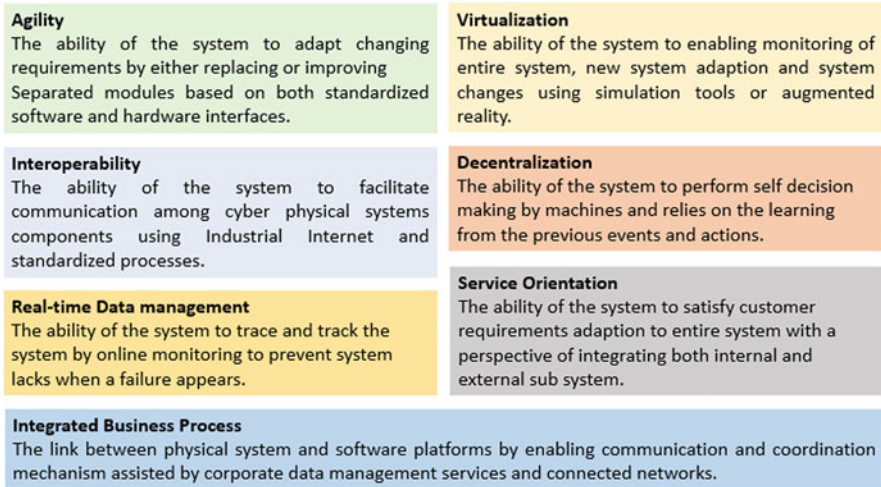 Agility
The ability of the system to adapt changing
requirements by either replacing or improving
Separated modules based on both standardized
software and hardware interfaces.
Virtualization
The ability of the system to enabling monitoring of
entire system, new system adaption and system
changes using simulation tools or augmented
reality.
Interoperability
The ability of the system to facilitate
communication among cyber physical systems
components using Industrial Internet and
standardized processes.
Decentralization
The ability of the system to perform self decision
making by machines and relies on the learning
from the previous events and actions.
Real-time Data management
The ability of the system to trace and track the
system by online monitoring to prevent system
lacks when a failure appears.
Service Orientation
The ability of the system to satisfy customer
requirements adaption to entire system with a
perspective of integrating both internal and
external sub system.
Integrated Business Process
The link between physical system and software platforms by enabling communication and coordination
mechanism assisted by corporate data management services and connected networks.